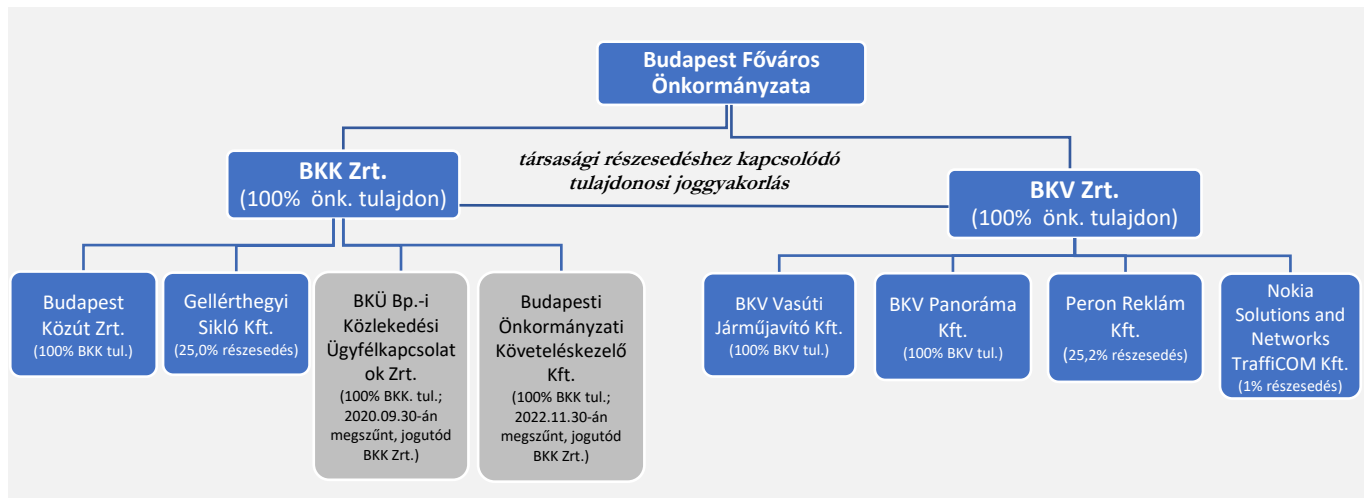 Budapest Főváros
Önkormányzata
BKK Zrt.
(100% önk. tulajdon)
társasági részesedéshez kapcsolódó
tulajdonosi joggyakorlás
BKV Zrt.
(100% önk. tulajdon)
Budapest
Közút Zrt.
(100% BKK tul.)
Gellérthegyi
Sikló Kft.
(25,0% részesedés)
BKÜ Bp.-i
Közlekedési
Ügyfélkapcsolat
ok Zrt.
(100% BKK. tul.;
2020.09.30-án
megszűnt, jogutód
BKK Zrt.)
Budapesti
Önkormányzati
Követeléskezelő
Kft.
(100% BKK tul.;
2022.11.30-án
megszűnt, jogutód
BKK Zrt.)
BKV Vasúti
Járműjavító Kft.
(100% BKV tul.)
BKV Panoráma
Kft.
(100% BKV tul.)
Peron Reklám
Kft.
(25,2% részesedés)
Nokia
Solutions and
Networks
TraffiCOM Kft.
(1% részesedés)